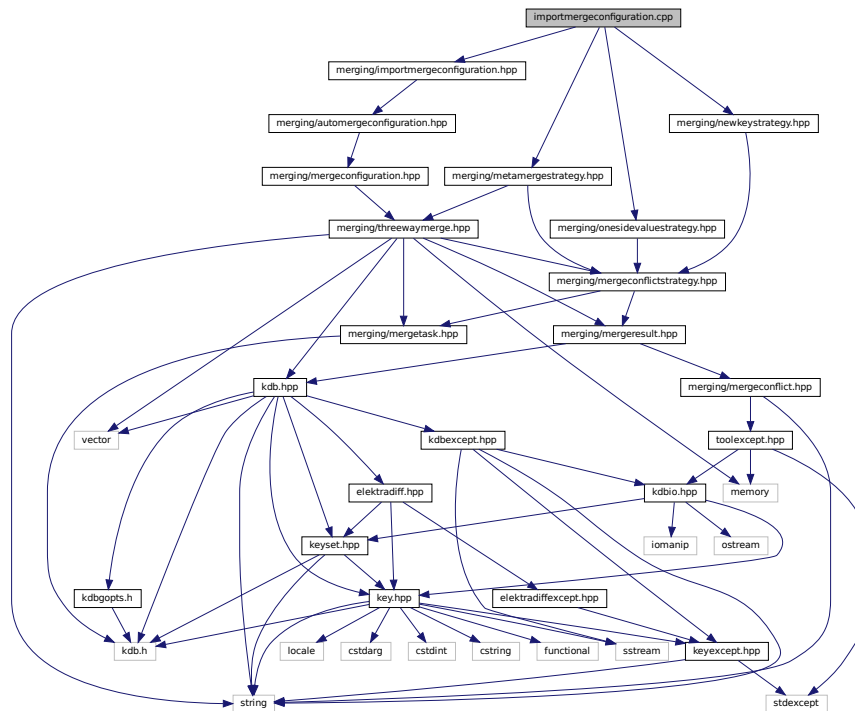 importmergeconfiguration.cpp
merging/importmergeconfiguration.hpp
merging/automergeconfiguration.hpp
merging/newkeystrategy.hpp
merging/mergeconfiguration.hpp
merging/metamergestrategy.hpp
merging/threewaymerge.hpp
merging/onesidevaluestrategy.hpp
merging/mergeconflictstrategy.hpp
merging/mergetask.hpp
merging/mergeresult.hpp
kdb.hpp
merging/mergeconflict.hpp
vector
kdbexcept.hpp
toolexcept.hpp
elektradiff.hpp
kdbio.hpp
memory
keyset.hpp
iomanip
ostream
kdbgopts.h
key.hpp
elektradiffexcept.hpp
kdb.h
locale
cstdarg
cstdint
cstring
functional
sstream
keyexcept.hpp
string
stdexcept